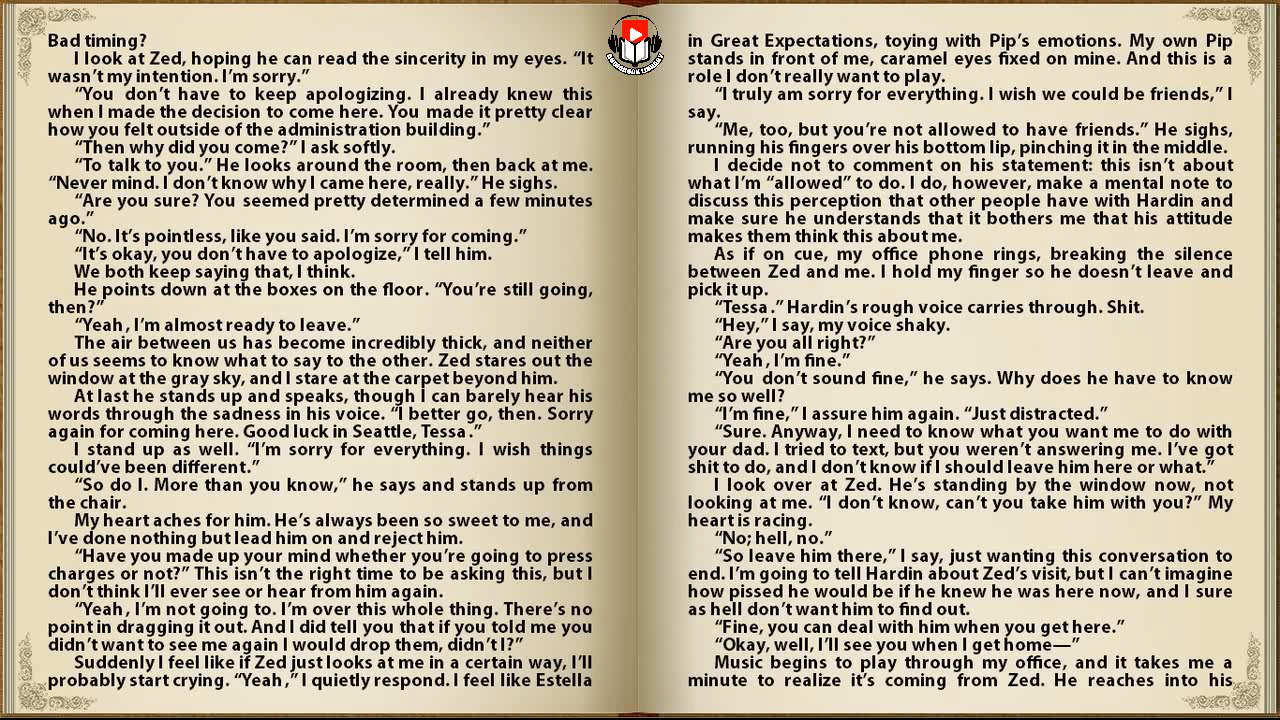 Bad timing?
I look at Zed, hoping he can read the sincerity in my eyes. “It
wasn’t my intention. I’m sorry.”
“You don’t have to keep apologizing. I already knew this
when I made the decision to come here. You made it pretty clear
how you felt outside of the administration building.”
“Then why did you come?” I ask softly.
“To talk to you.” He looks around the room, then back at me.
“Never mind. I don’t know why I came here, really.” He sighs.
“Are you sure? You seemed pretty determined a few minutes
ago.”
“No. It’s pointless, like you said. I’m sorry for coming.”
“It’s okay, you don’t have to apologize,” I tell him.
We both keep saying that, I think.
He points down at the boxes on the floor. “You’re still going,
then?”
“Yeah, I’m almost ready to leave.”
The air between us has become incredibly thick, and neither
of us seems to know what to say to the other. Zed stares out the
window at the gray sky, and I stare at the carpet beyond him.
At last he stands up and speaks, though I can barely hear his
words through the sadness in his voice. “I better go, then. Sorry
again for coming here. Good luck in Seattle, Tessa.”
I stand up as well. “I’m sorry for everything. I wish things
could’ve been different.”
“So do I. More than you know,” he says and stands up from
the chair.
My heart aches for him. He’s always been so sweet to me, and
I’ve done nothing but lead him on and reject him.
“Have you made up your mind whether you’re going to press
charges or not?” This isn’t the right time to be asking this, but I
don’t think I’ll ever see or hear from him again.
“Yeah, I’m not going to. I’m over this whole thing. There’s no
point in dragging it out. And I did tell you that if you told me you
didn’t want to see me again I would drop them, didn’t I?”
Suddenly I feel like if Zed just looks at me in a certain way, I’ll
probably start crying. “Yeah,” I quietly respond. I feel like Estella
in Great Expectations, toying with Pip’s emotions. My own Pip
stands in front of me, caramel eyes fixed on mine. And this is a
role I don’t really want to play.
“I truly am sorry for everything. I wish we could be friends,” I
say.
“Me, too, but you’re not allowed to have friends.” He sighs,
running his fingers over his bottom lip, pinching it in the middle.
I decide not to comment on his statement: this isn’t about
what I’m “allowed” to do. I do, however, make a mental note to
discuss this perception that other people have with Hardin and
make sure he understands that it bothers me that his attitude
makes them think this about me.
As if on cue, my office phone rings, breaking the silence
between Zed and me. I hold my finger so he doesn’t leave and
pick it up.
“Tessa.” Hardin’s rough voice carries through. Shit.
“Hey,” I say, my voice shaky.
“Are you all right?”
“Yeah, I’m fine.”
“You don’t sound fine,” he says. Why does he have to know
me so well?
“I’m fine,” I assure him again. “Just distracted.”
“Sure. Anyway, I need to know what you want me to do with
your dad. I tried to text, but you weren’t answering me. I’ve got
shit to do, and I don’t know if I should leave him here or what.”
I look over at Zed. He’s standing by the window now, not
looking at me. “I don’t know, can’t you take him with you?” My
heart is racing.
“No; hell, no.”
“So leave him there,” I say, just wanting this conversation to
end. I’m going to tell Hardin about Zed’s visit, but I can’t imagine
how pissed he would be if he knew he was here now, and I sure
as hell don’t want him to find out.
“Fine, you can deal with him when you get here.”
“Okay, well, I’ll see you when I get home—”
Music begins to play through my office, and it takes me a
minute to realize it’s coming from Zed. He reaches into his